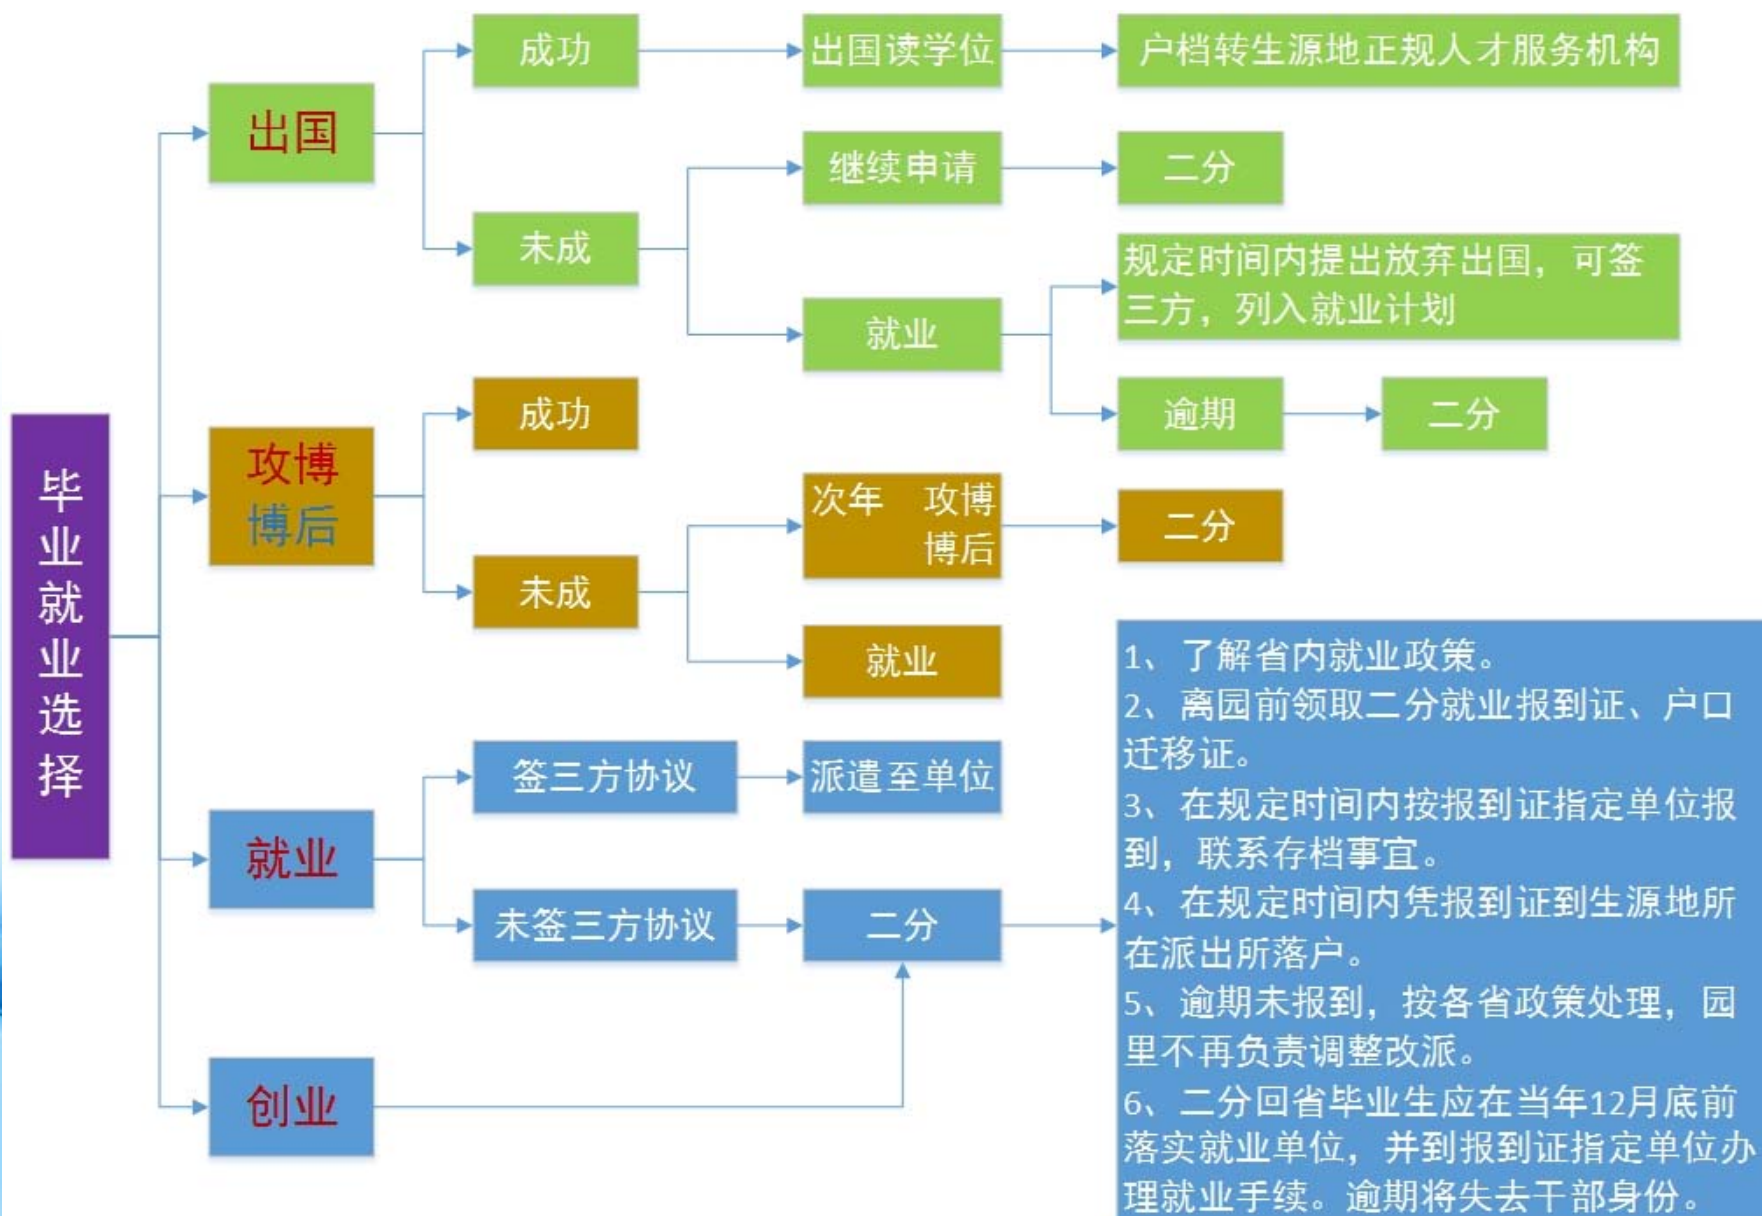 毕业就业选择
出国
成功
出国读学位
户档转生源地正规人才服务机构
未成
继续申请
二分
就业
规定时间内提出放弃出国，可签
三方，列入就业计划
逾期
二分
攻博
博后
成功
未成
次年 攻博
博后
二分
就业
就业
签三方协议
派遣至单位
未签三方协议
二分
创业
1、了解省内就业政策。
2、离园前领取二分就业报到证、户口
迁移证。
3、在规定时间内按报到证指定单位报
到，联系存档事宜。
4、在规定时间内凭报到证到生源地所
在派出所落户。
5、逾期未报到，按各省政策处理，园
里不再负责调整改派。
6、二分回省毕业生应在当年12月底前
落实就业单位，并到报到证指定单位办
理就业手续。逾期将失去干部身份。